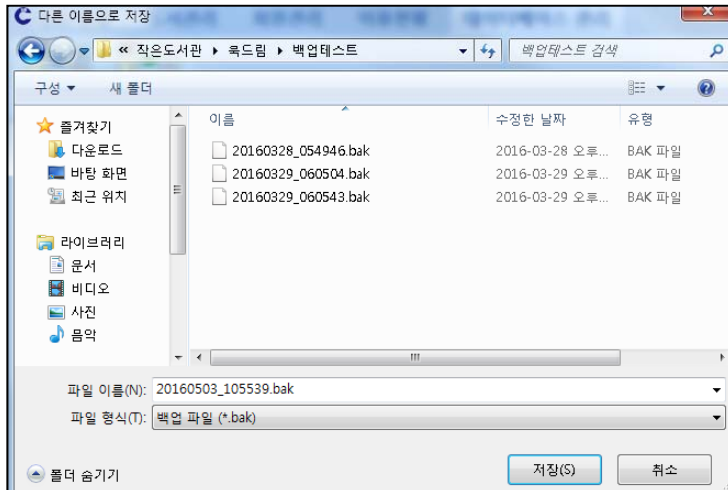 다른 이름으로 저장
« 작은도서관 ▸ 욱드림 ▸ 백업테스트
백업테스트 검색
구성 ▼ 새 폴더
이름 수정한 날짜 유형
즐겨찾기
다운로드
바탕 화면
최근 위치
라이브러리
문서
비디오
사진
음악
20160328_054946.bak 2016-03-28 오후... BAK 파일
20160329_060504.bak 2016-03-29 오후... BAK 파일
20160329_060543.bak 2016-03-29 오후... BAK 파일
파일 이름(N): 20160503_105539.bak
파일 형식(T): 백업 파일 (*.bak)
폴더 숨기기
저장(S) 취소